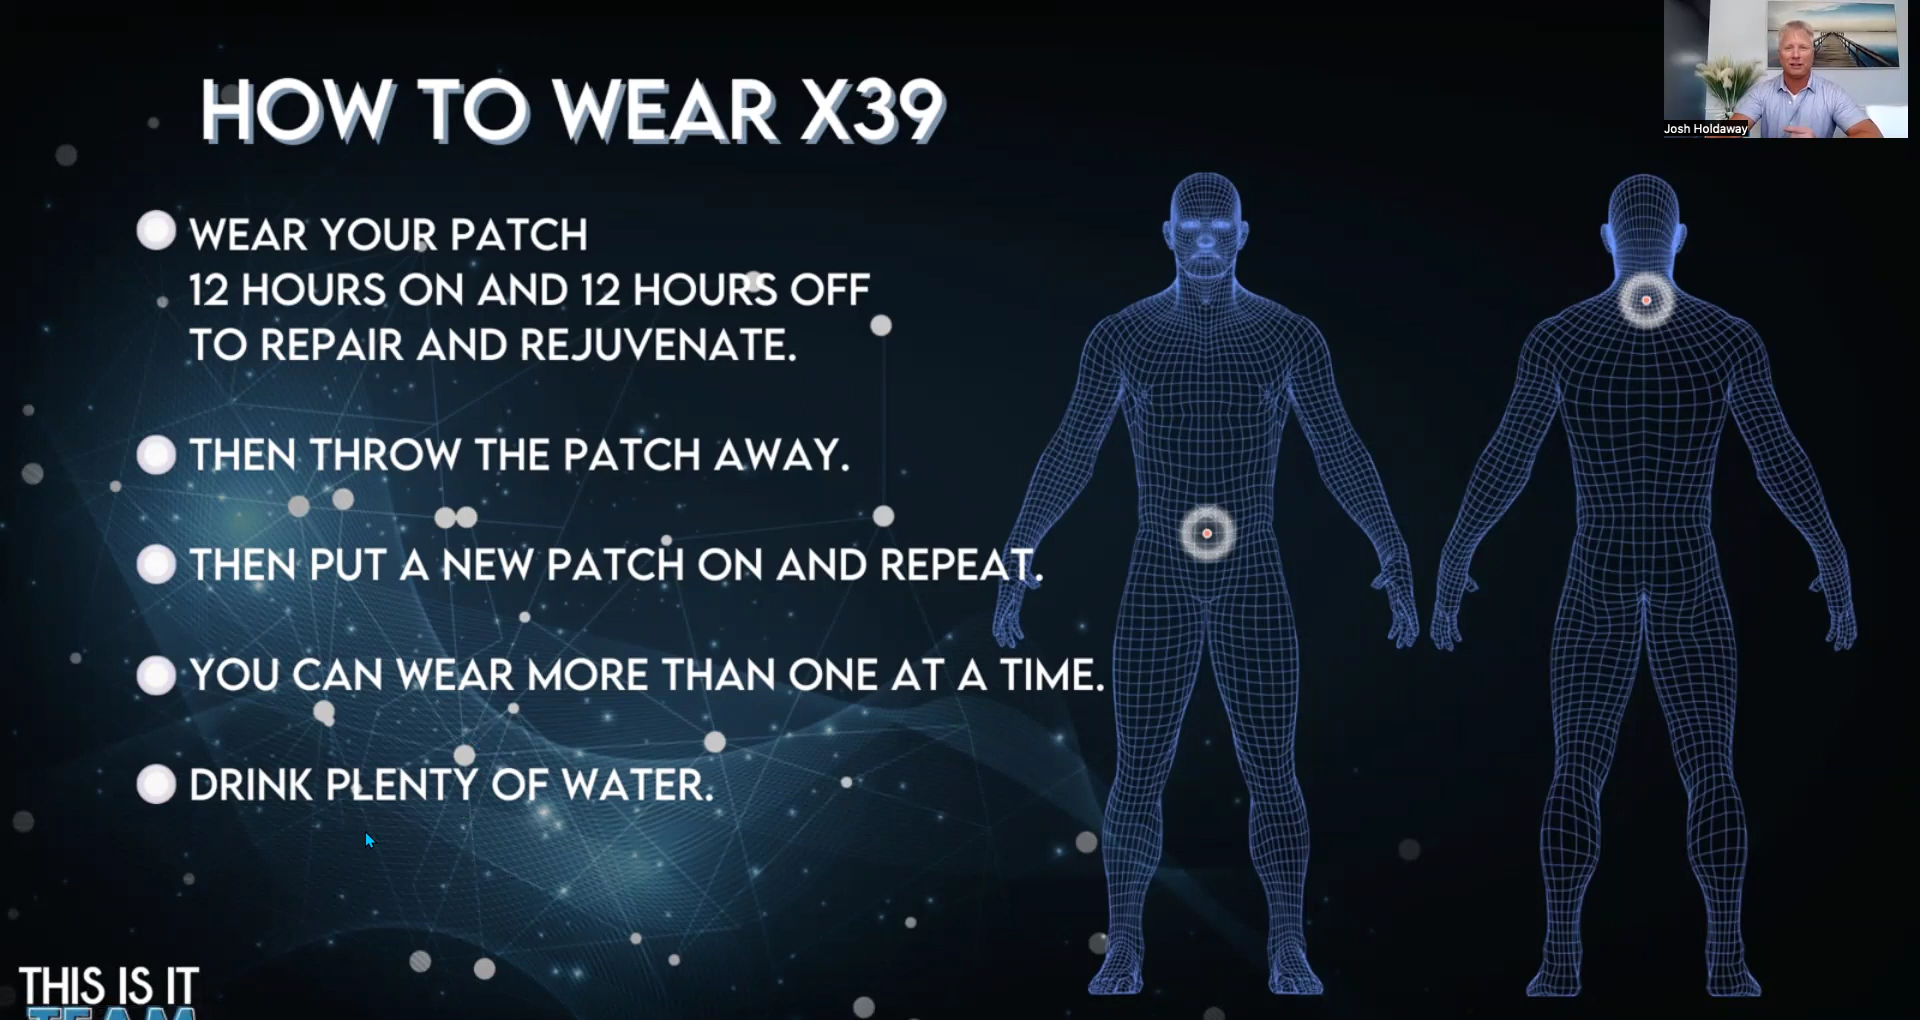 HOW TO WEAR X39
Josh Holdaway
WEAR YOUR PATCH
12 HOURS ON AND 12 HOURS OFF
TO REPAIR AND REJUVENATE.
THEN THROW THE PATCH AWAY.
THEN PUT A NEW PATCH ON AND REPEAT.
YOU CAN WEAR MORE THAN ONE AT A TIME.
DRINK PLENTY OF WATER.
THIS IS IT
TEAM